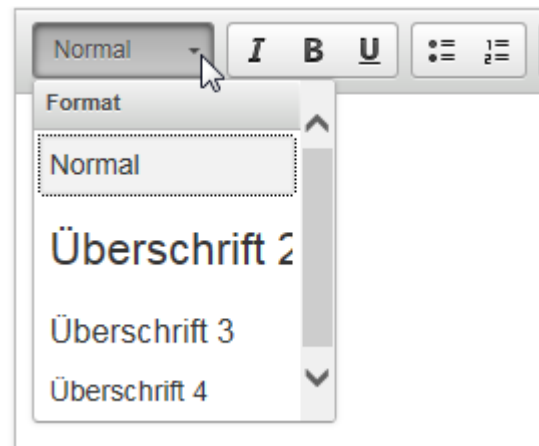 Normal
I B U
Format
Normal
Überschrift 2
Überschrift 3
Überschrift 4